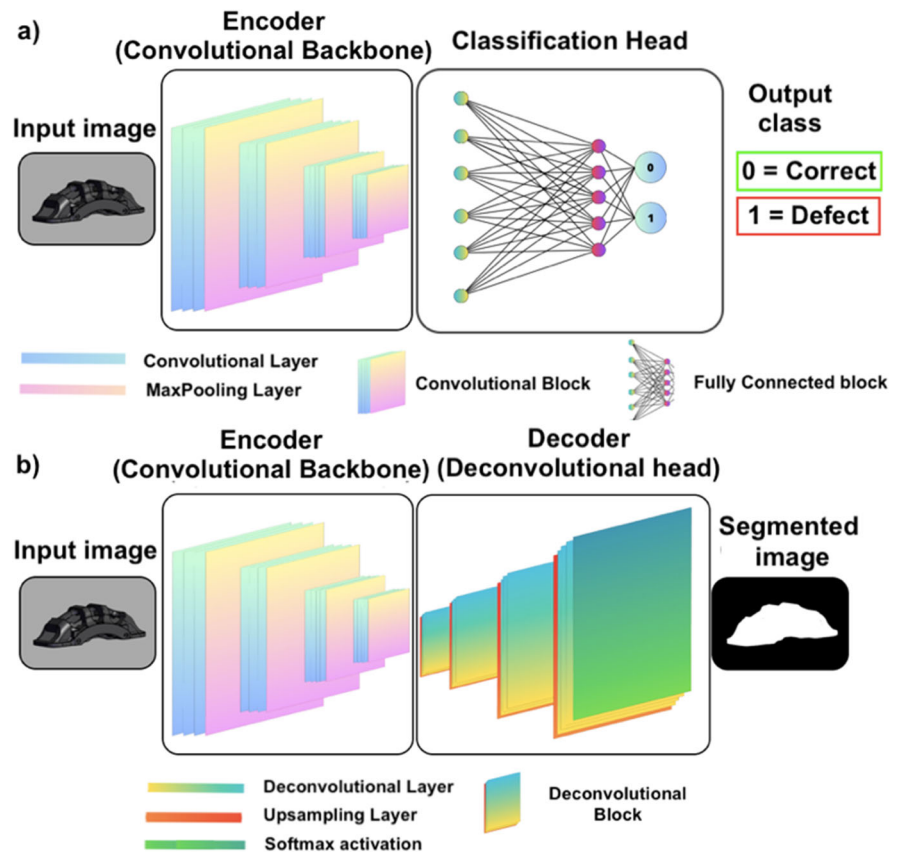 a)
Encoder
(Convolutional Backbone)
Classification Head
Input image
0
1
Output
class
0 = Correct
1 = Defect
Convolutional Layer
MaxPooling Layer
Convolutional Block
Fully Connected block
b)
Encoder
(Convolutional Backbone)
Decoder
(Deconvolutional head)
Input image
Segmented
image
Deconvolutional Layer
Upsampling Layer
Softmax activation
Deconvolutional
Block